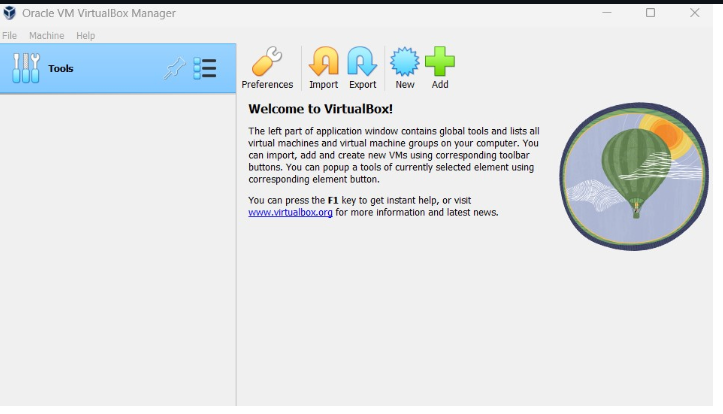 Oracle VM VirtualBox Manager
File Machine Help
Tools
Preferences Import Export New Add
Welcome to VirtualBox!
The left part of application window contains global tools and lists all
virtual machines and virtual machine groups on your computer. You
can import, add and create new VMs using corresponding toolbar
buttons. You can popup a tools of currently selected element using
corresponding element button.
You can press the F1 key to get instant help, or visit
www.virtualbox.org for more information and latest news.